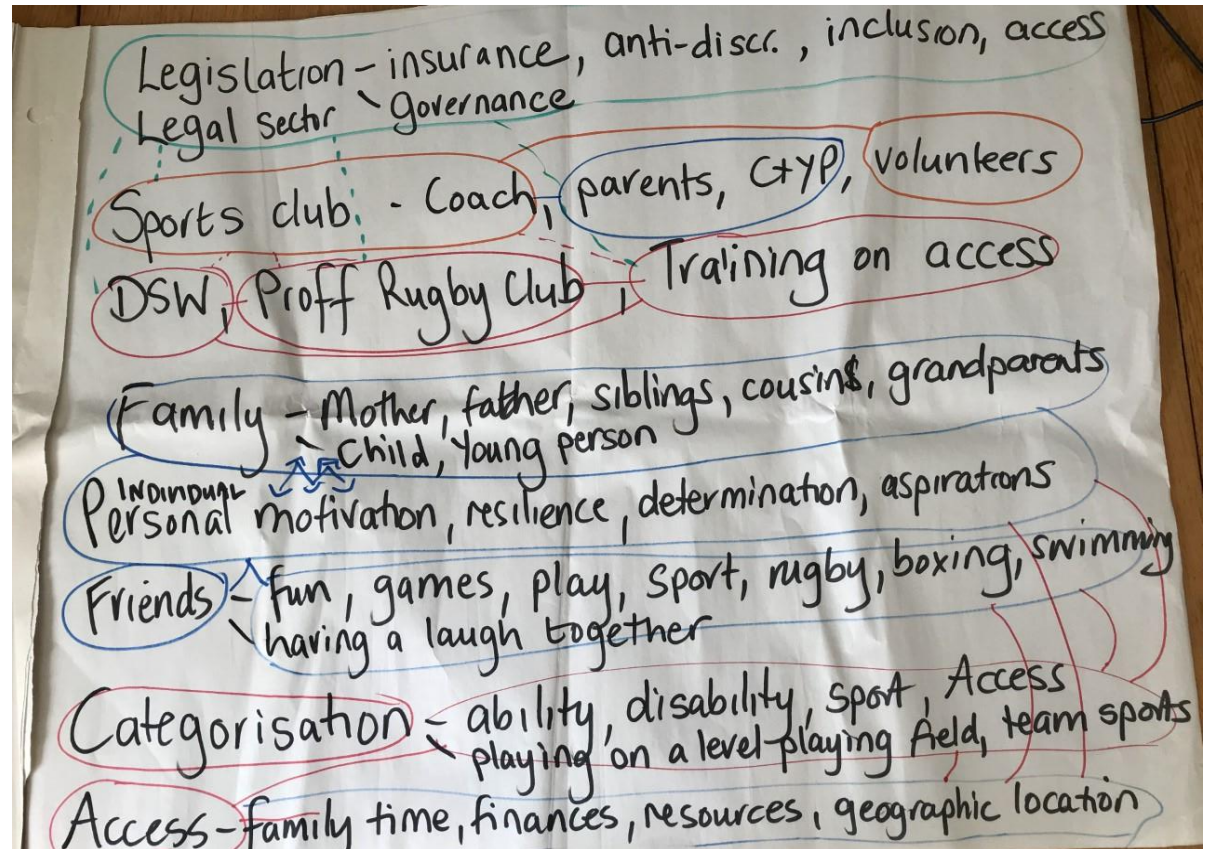 Legislation - insurance, anti-discr., inclusion, access
Legal sector - governance
Sports club. - Coach, parents, C+YP, volunteers
DSW, Proff Rugby Club, Training on access
Family - Mother, father, siblings, cousins, grandparents
- Child, Young person
INDIVIDUAL
Personal motivation, resilience, determination, aspirations
Friends - fun, games, play, sport, rugby, boxing, swimming
- having a laugh together
Categorisation - ability, disability, sport, Access
- playing on a level playing field, team sports
Access - family time, finances, resources, geographic location